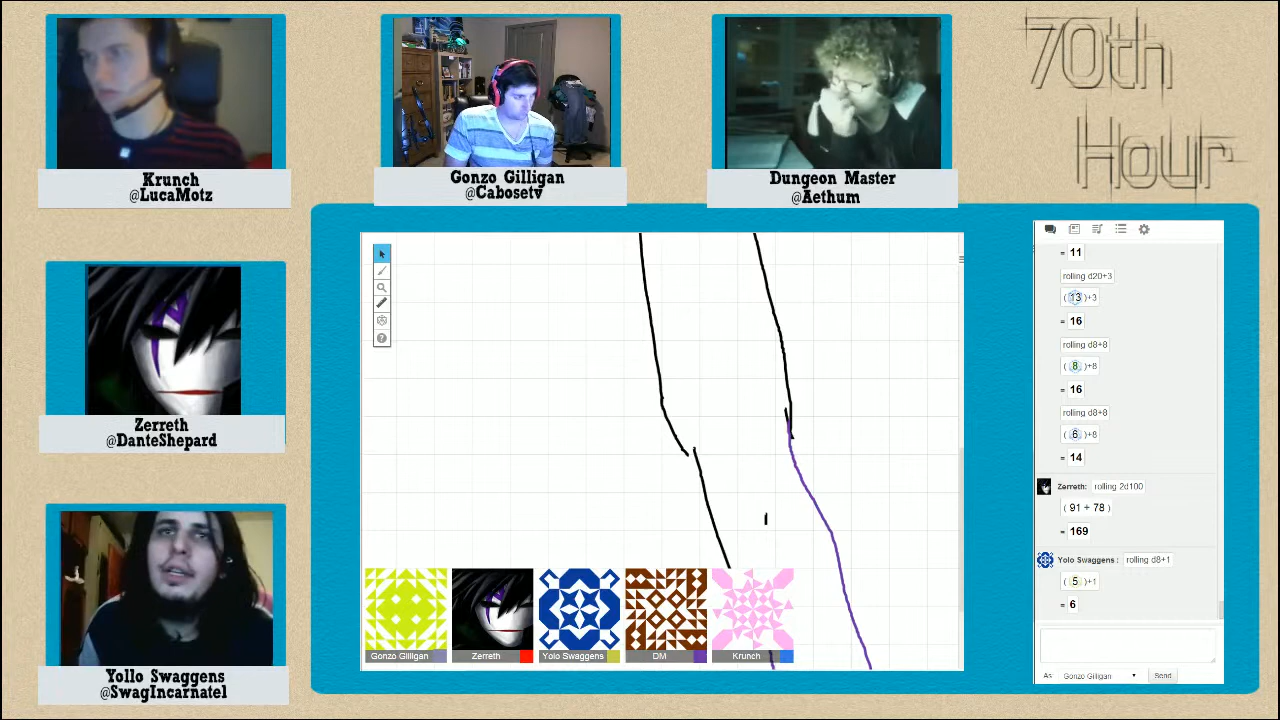 70th
Hour
Krunch
@LucaMotz
Gonzo Gilligan
@Cabosetv
Dungeon Master
@Aethum
Zerreth
@DanteShepard
Yollo Swaggens
@SwagIncarnateI
= 11
rolling d20+3
(13)+3
= 16
rolling d8+8
(8)+8
= 16
rolling d8+8
(6)+8
= 14
Zerreth: rolling 2d100
(91 + 78)
= 169
Yolo Swaggens : rolling d8+1
(5)+1
= 6
As: Gonzo Gilligan Send
Gonzo Gilligan
Zerreth
Yolo Swaggens
DM
Krunch